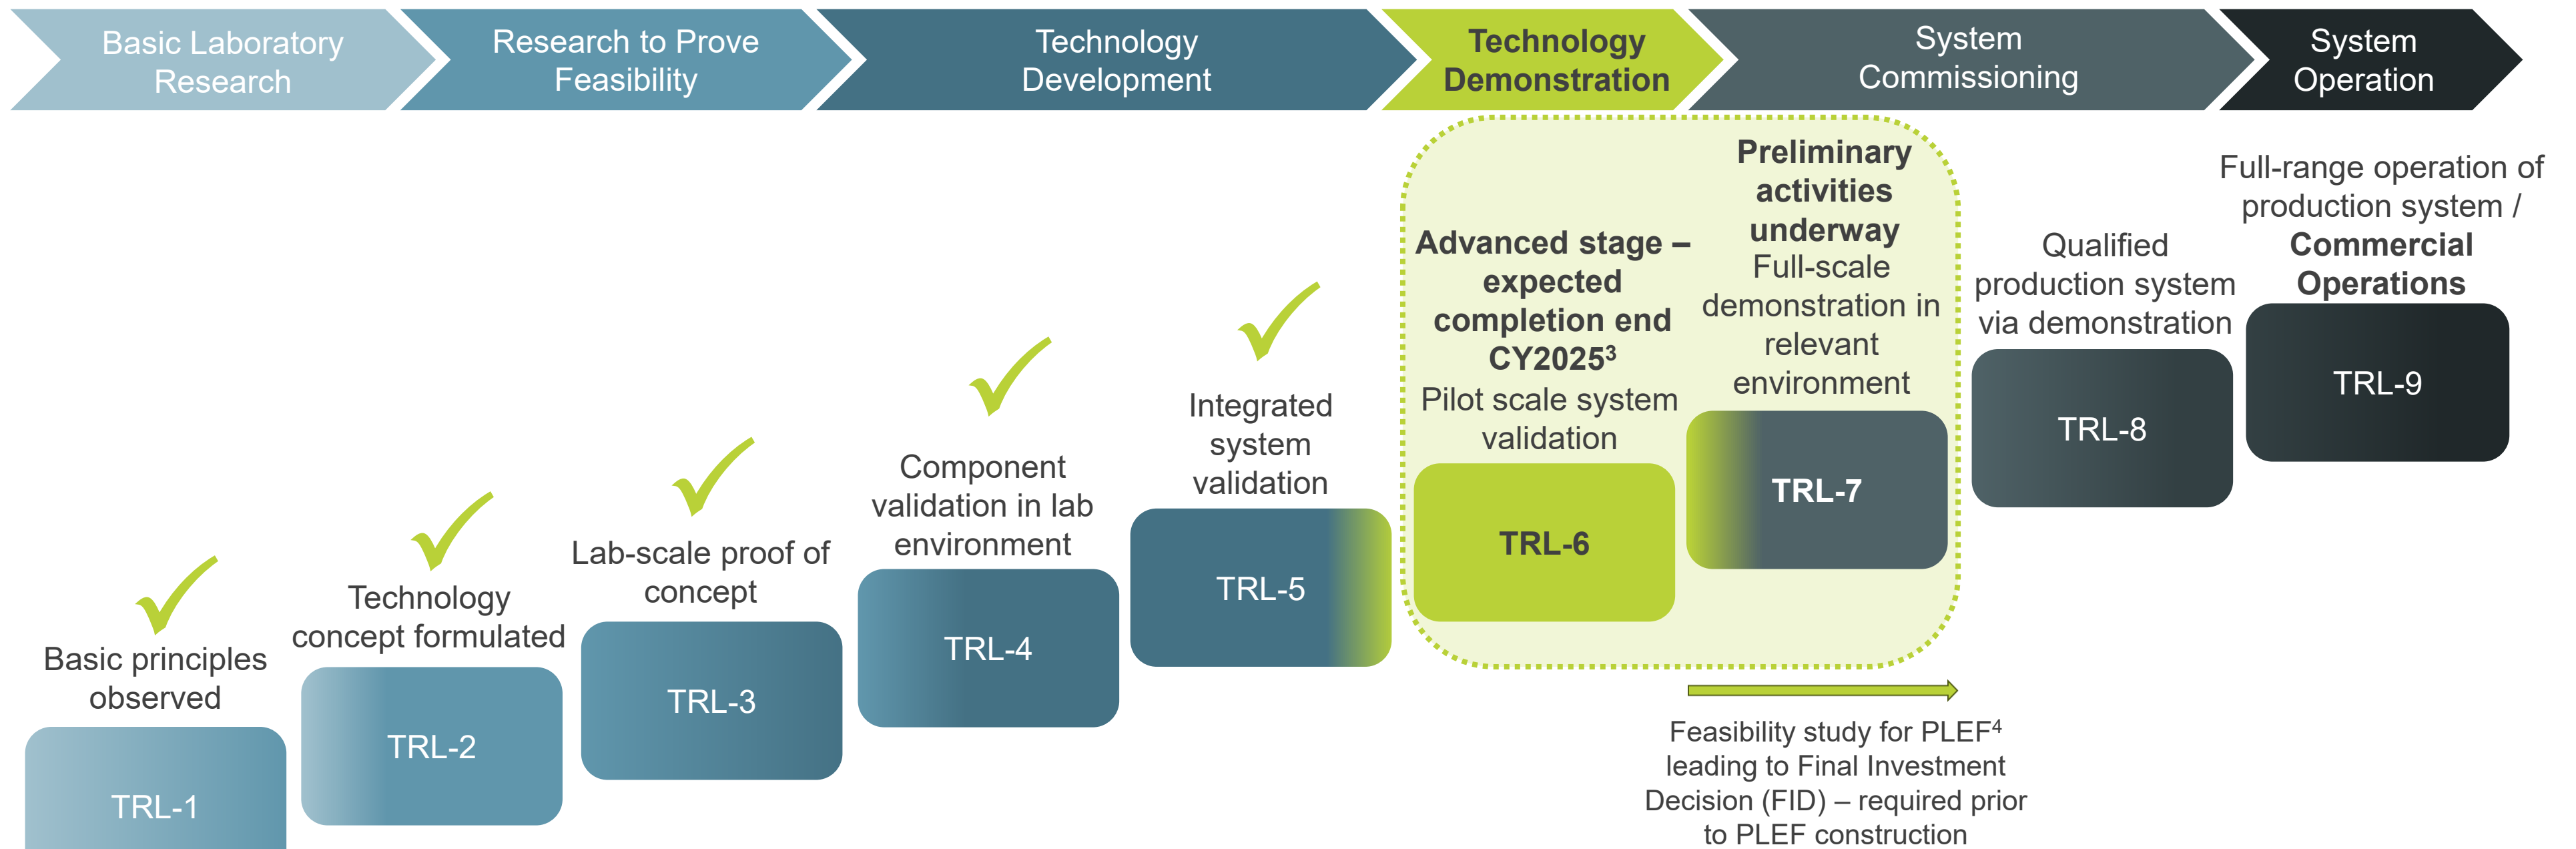 Basic Laboratory
Research
Research to Prove
Feasibility
Technology
Development
Technology
Demonstration
System
Commissioning
System
Operation
Basic principles
observed
TRL-1
Technology
concept formulated
TRL-2
Lab-scale proof of
concept
TRL-3
Component
validation in lab
environment
TRL-4
Integrated
system
validation
TRL-5
Advanced stage –
expected
completion end
CY2025³
Pilot scale system
validation
TRL-6
Preliminary
activities
underway
Full-scale
demonstration in
relevant
environment
TRL-7
Feasibility study for PLEF⁴
leading to Final Investment
Decision (FID) – required prior
to PLEF construction
Qualified
production system
via demonstration
TRL-8
Full-range operation of
production system /
Commercial
Operations
TRL-9